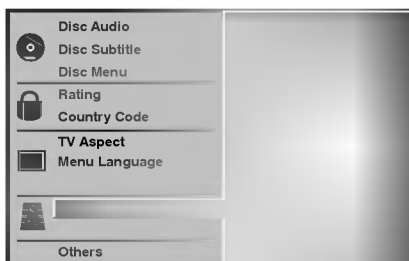 Disc Audio
Disc Subtitle
Disc Menu
Rating
Country Code
TV Aspect
Menu Language
Others